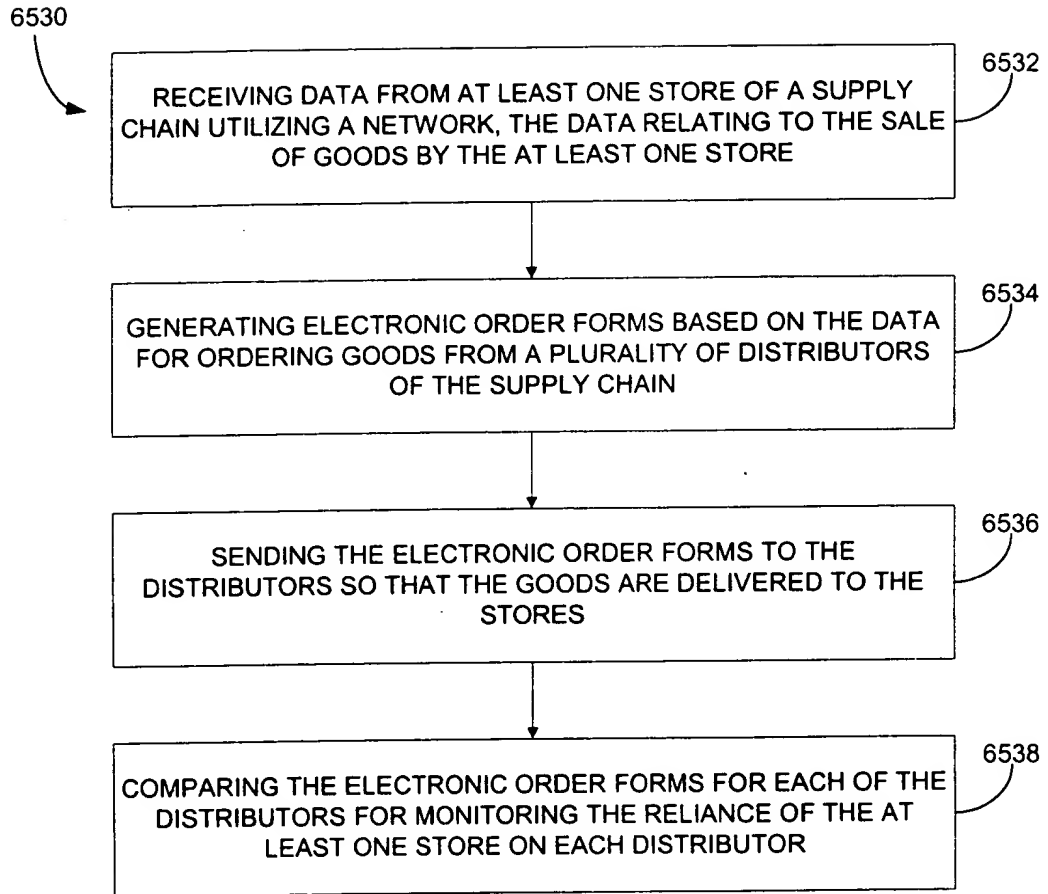 6530
6532
RECEIVING DATA FROM AT LEAST ONE STORE OF A SUPPLY
CHAIN UTILIZING A NETWORK, THE DATA RELATING TO THE SALE
OF GOODS BY THE AT LEAST ONE STORE
6534
GENERATING ELECTRONIC ORDER FORMS BASED ON THE DATA
FOR ORDERING GOODS FROM A PLURALITY OF DISTRIBUTORS
OF THE SUPPLY CHAIN
6536
SENDING THE ELECTRONIC ORDER FORMS TO THE
DISTRIBUTORS SO THAT THE GOODS ARE DELIVERED TO THE
STORES
6538
COMPARING THE ELECTRONIC ORDER FORMS FOR EACH OF THE
DISTRIBUTORS FOR MONITORING THE RELIANCE OF THE AT
LEAST ONE STORE ON EACH DISTRIBUTOR